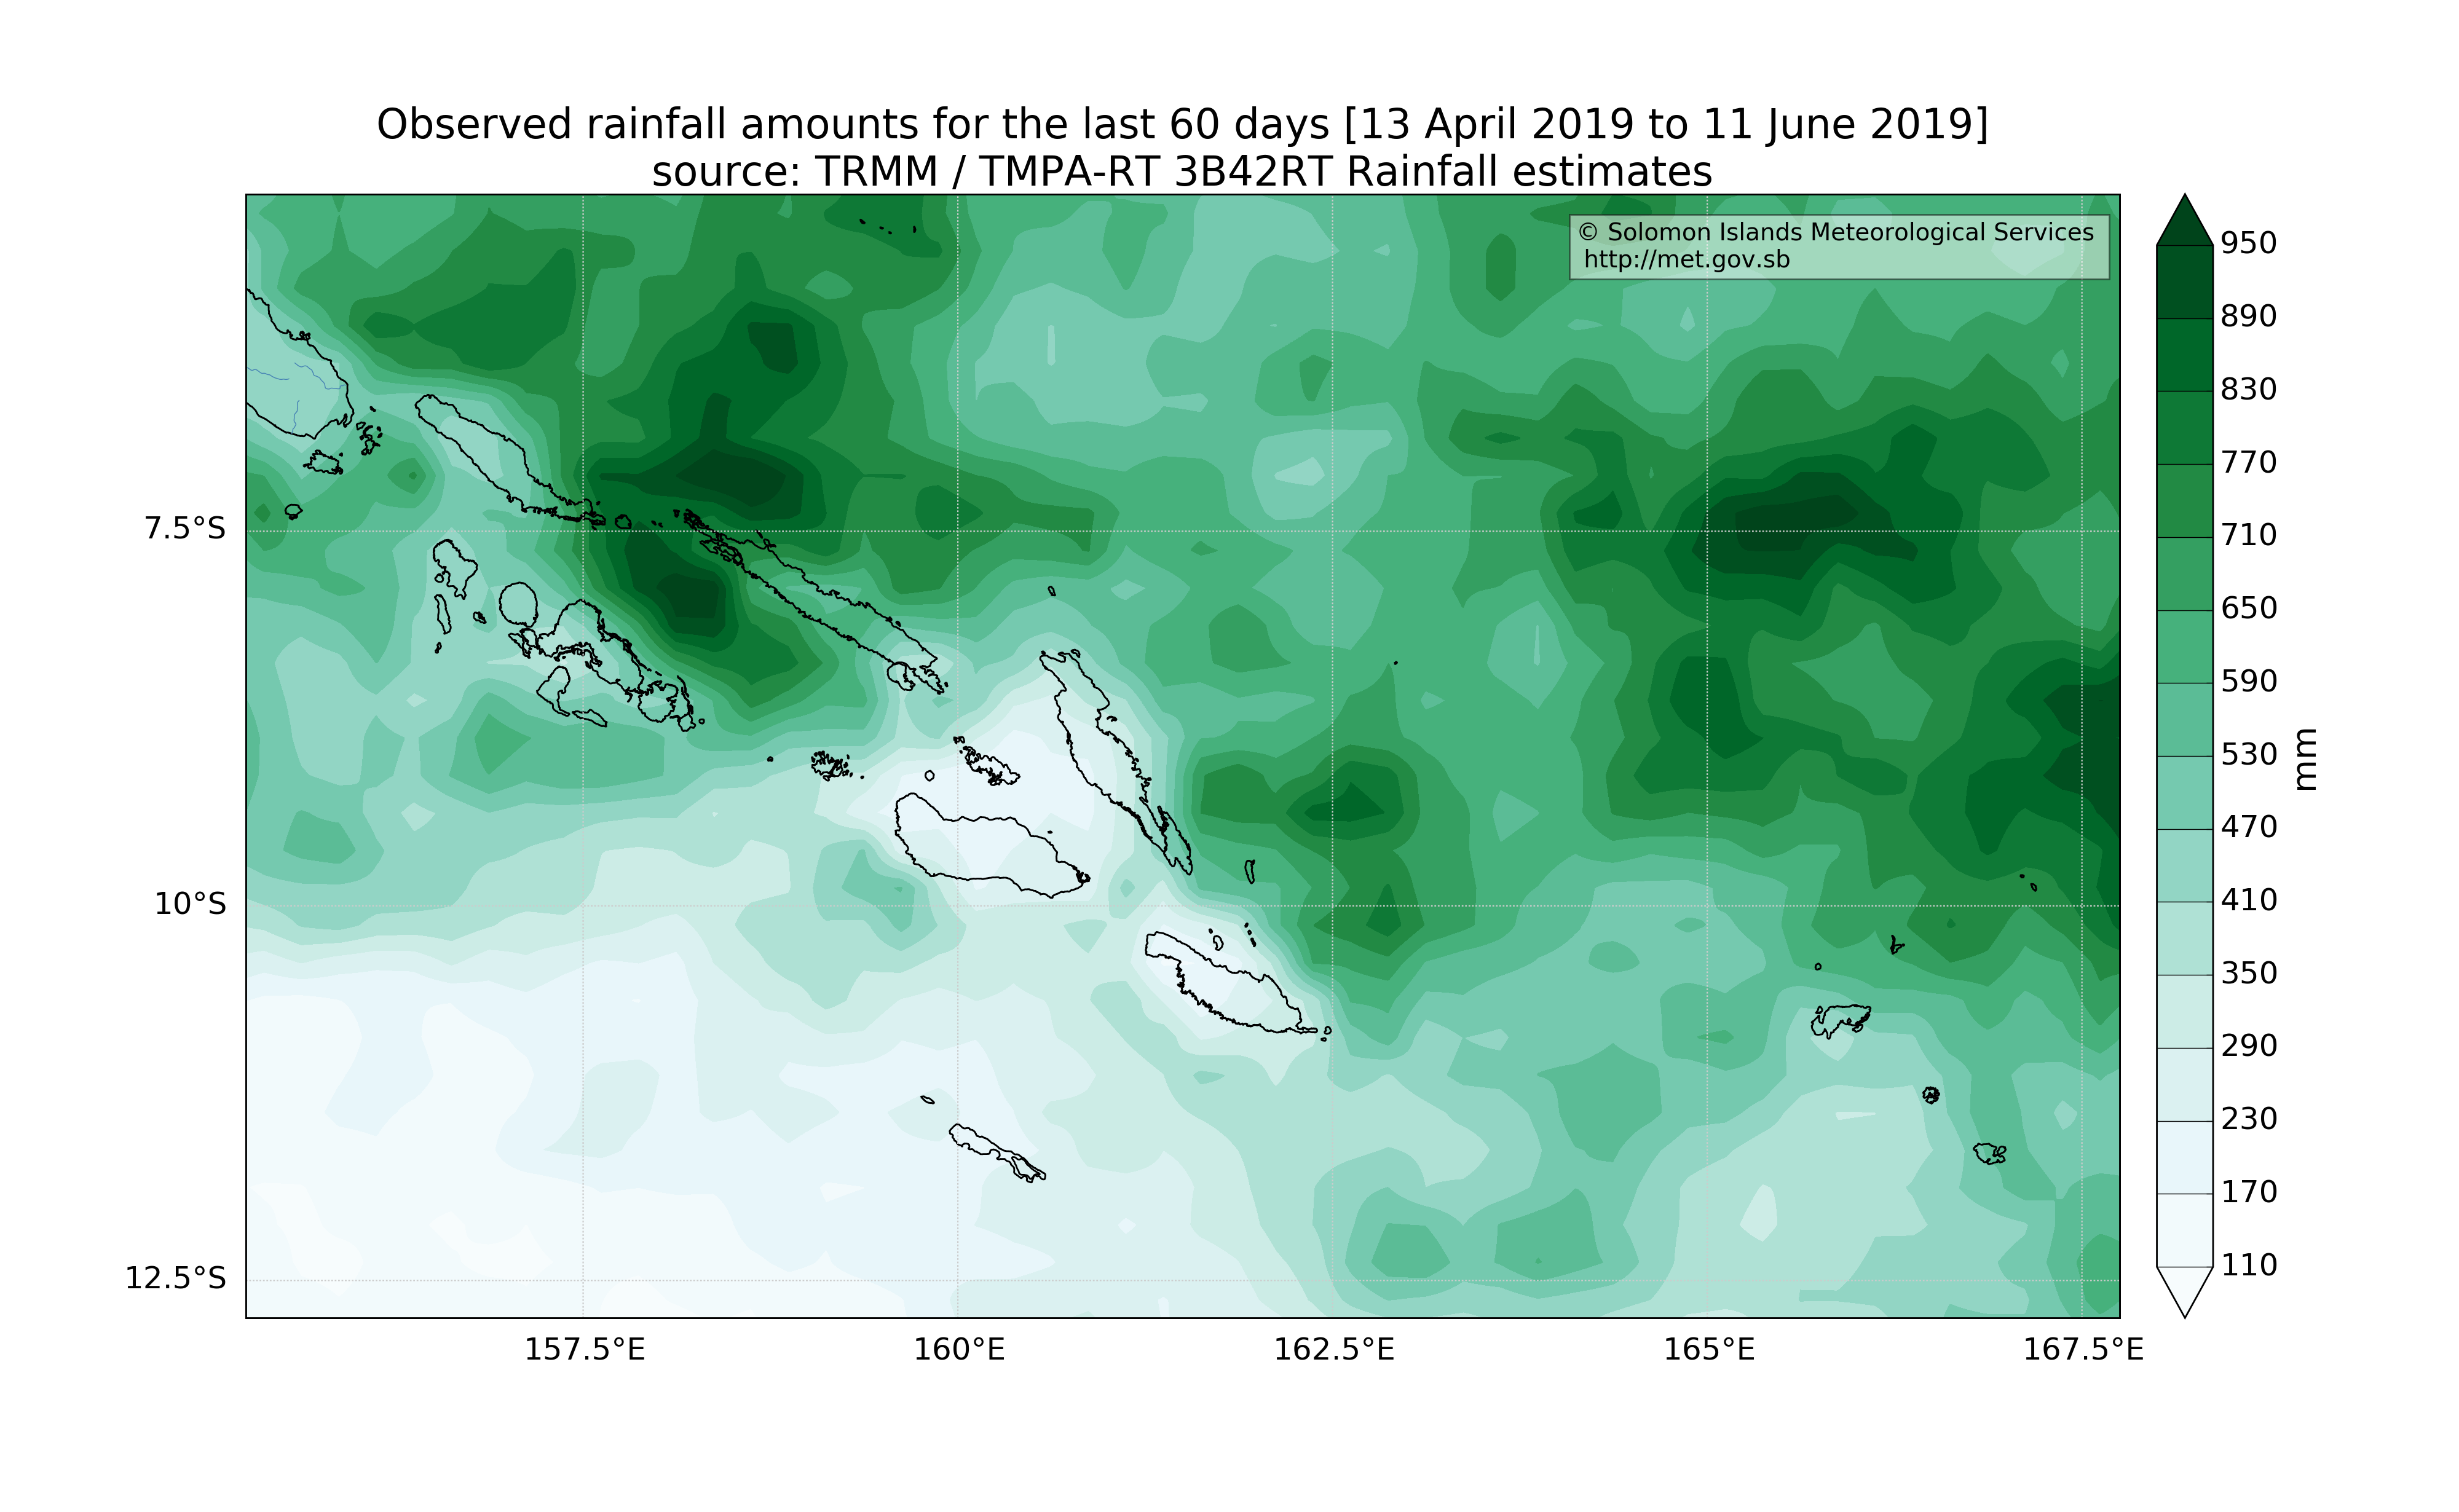 Observed rainfall amounts for the last 60 days [13 April 2019 to 11 June 2019]
source: TRMM / TMPA-RT 3B42RT Rainfall estimates
© Solomon Islands Meteorological Services
http://met.gov.sb
7.5°S
10°S
12.5°S
157.5°E
160°E
162.5°E
165°E
167.5°E
950
890
830
770
710
650
590
530
470
410
350
290
230
170
110
mm